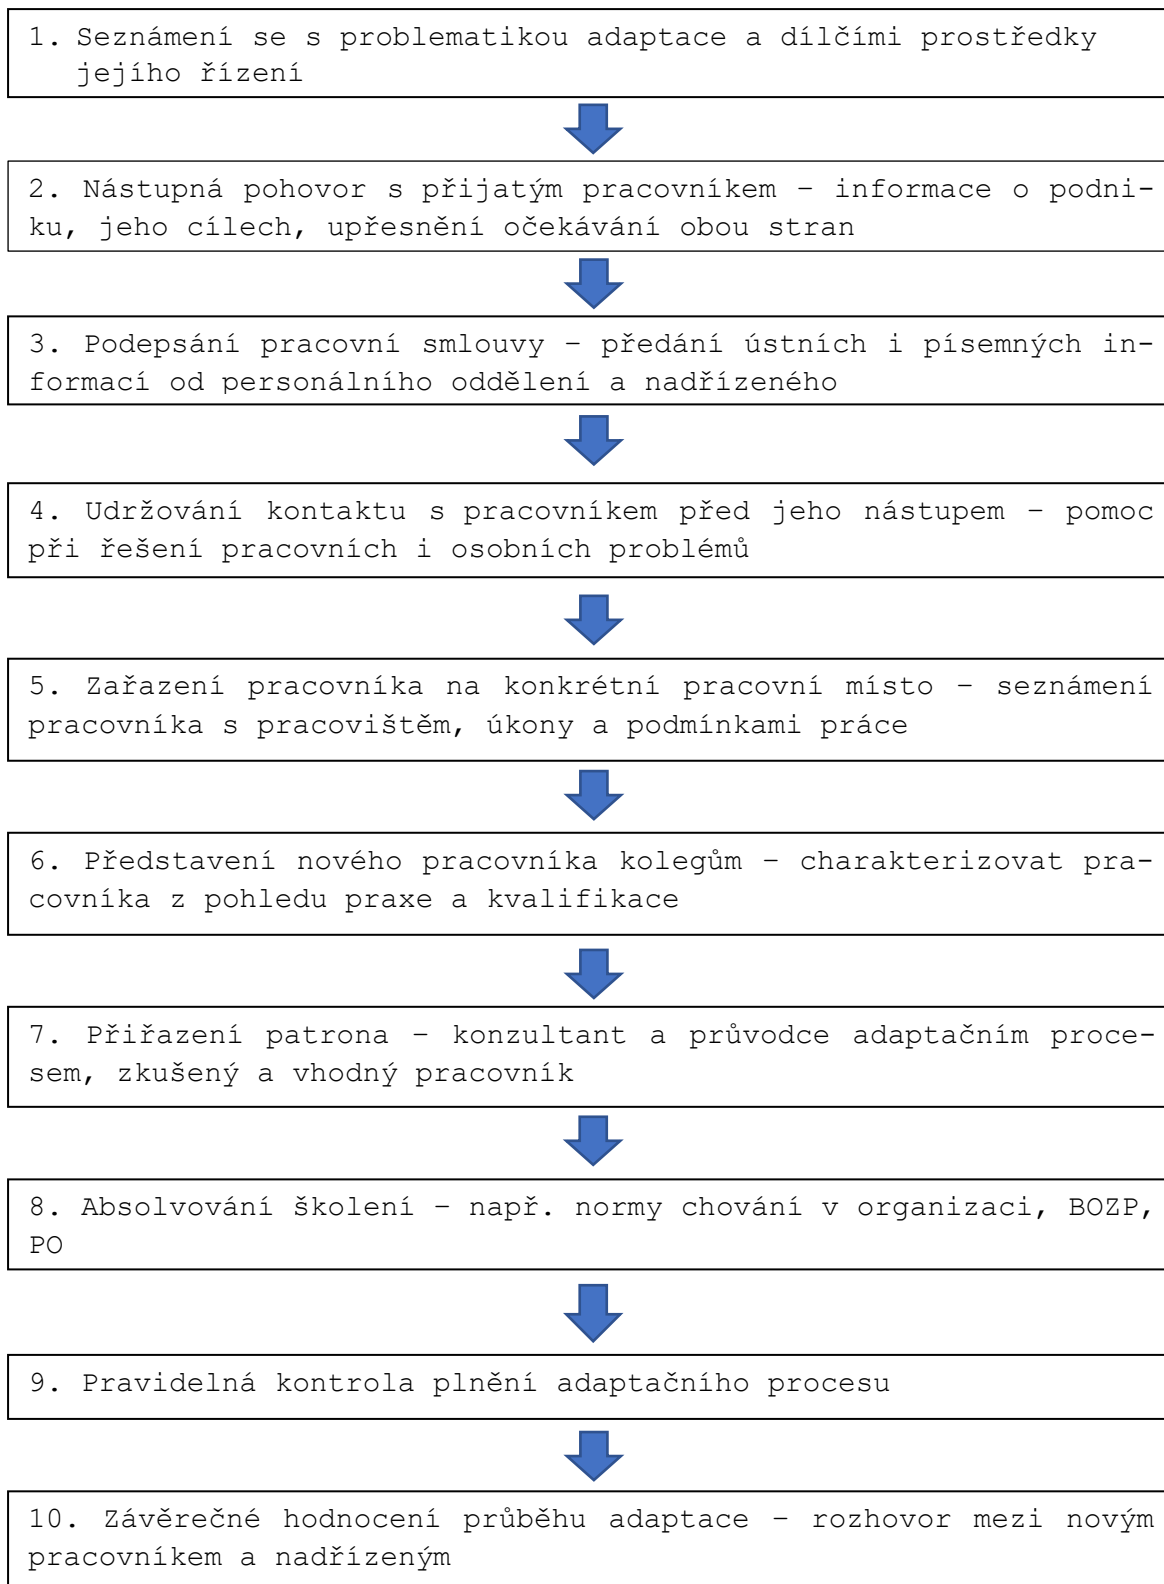 1. Seznámení se s problematikou adaptace a dílčími prostředky
jejího řízení
2. Nástupná pohovor s přijatým pracovníkem – informace o podni-
ku, jeho cílech, upřesnění očekávání obou stran
3. Podepsání pracovní smlouvy – předání ústních i písemných in-
formací od personálního oddělení a nadřízeného
4. Udržování kontaktu s pracovníkem před jeho nástupem – pomoc
při řešení pracovních i osobních problémů
5. Zařazení pracovníka na konkrétní pracovní místo – seznámení
pracovníka s pracovištěm, úkony a podmínkami práce
6. Představení nového pracovníka kolegům – charakterizovat pra-
covníka z pohledu praxe a kvalifikace
7. Přiřazení patrona – konzultant a průvodce adaptačním proce-
sem, zkušený a vhodný pracovník
8. Absolvování školení – např. normy chování v organizaci, BOZP,
PO
9. Pravidelná kontrola plnění adaptačního procesu
10. Závěrečné hodnocení průběhu adaptace – rozhovor mezi novým
pracovníkem a nadřízeným